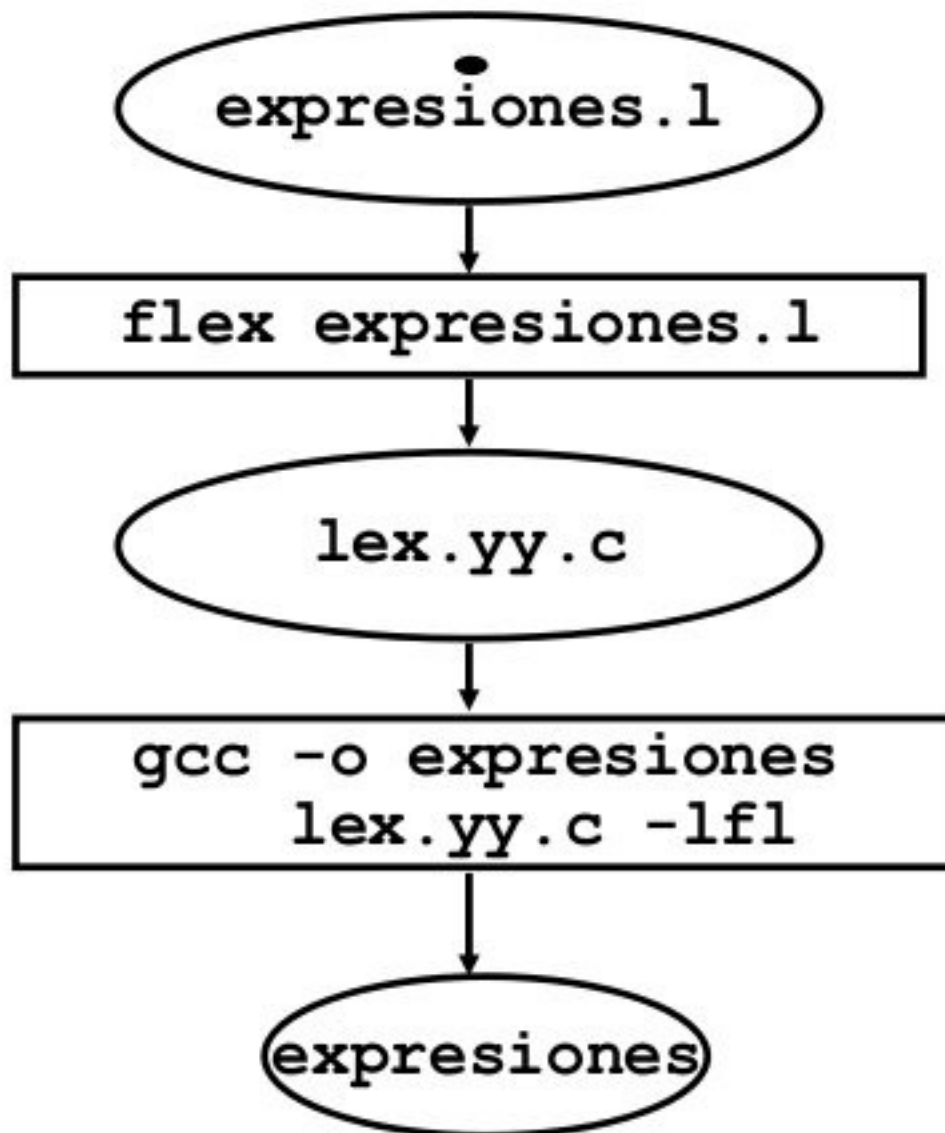 expresiones.l
flex expresiones.l
lex.yy.c
gcc -o expresiones
lex.yy.c -lfl
expresiones